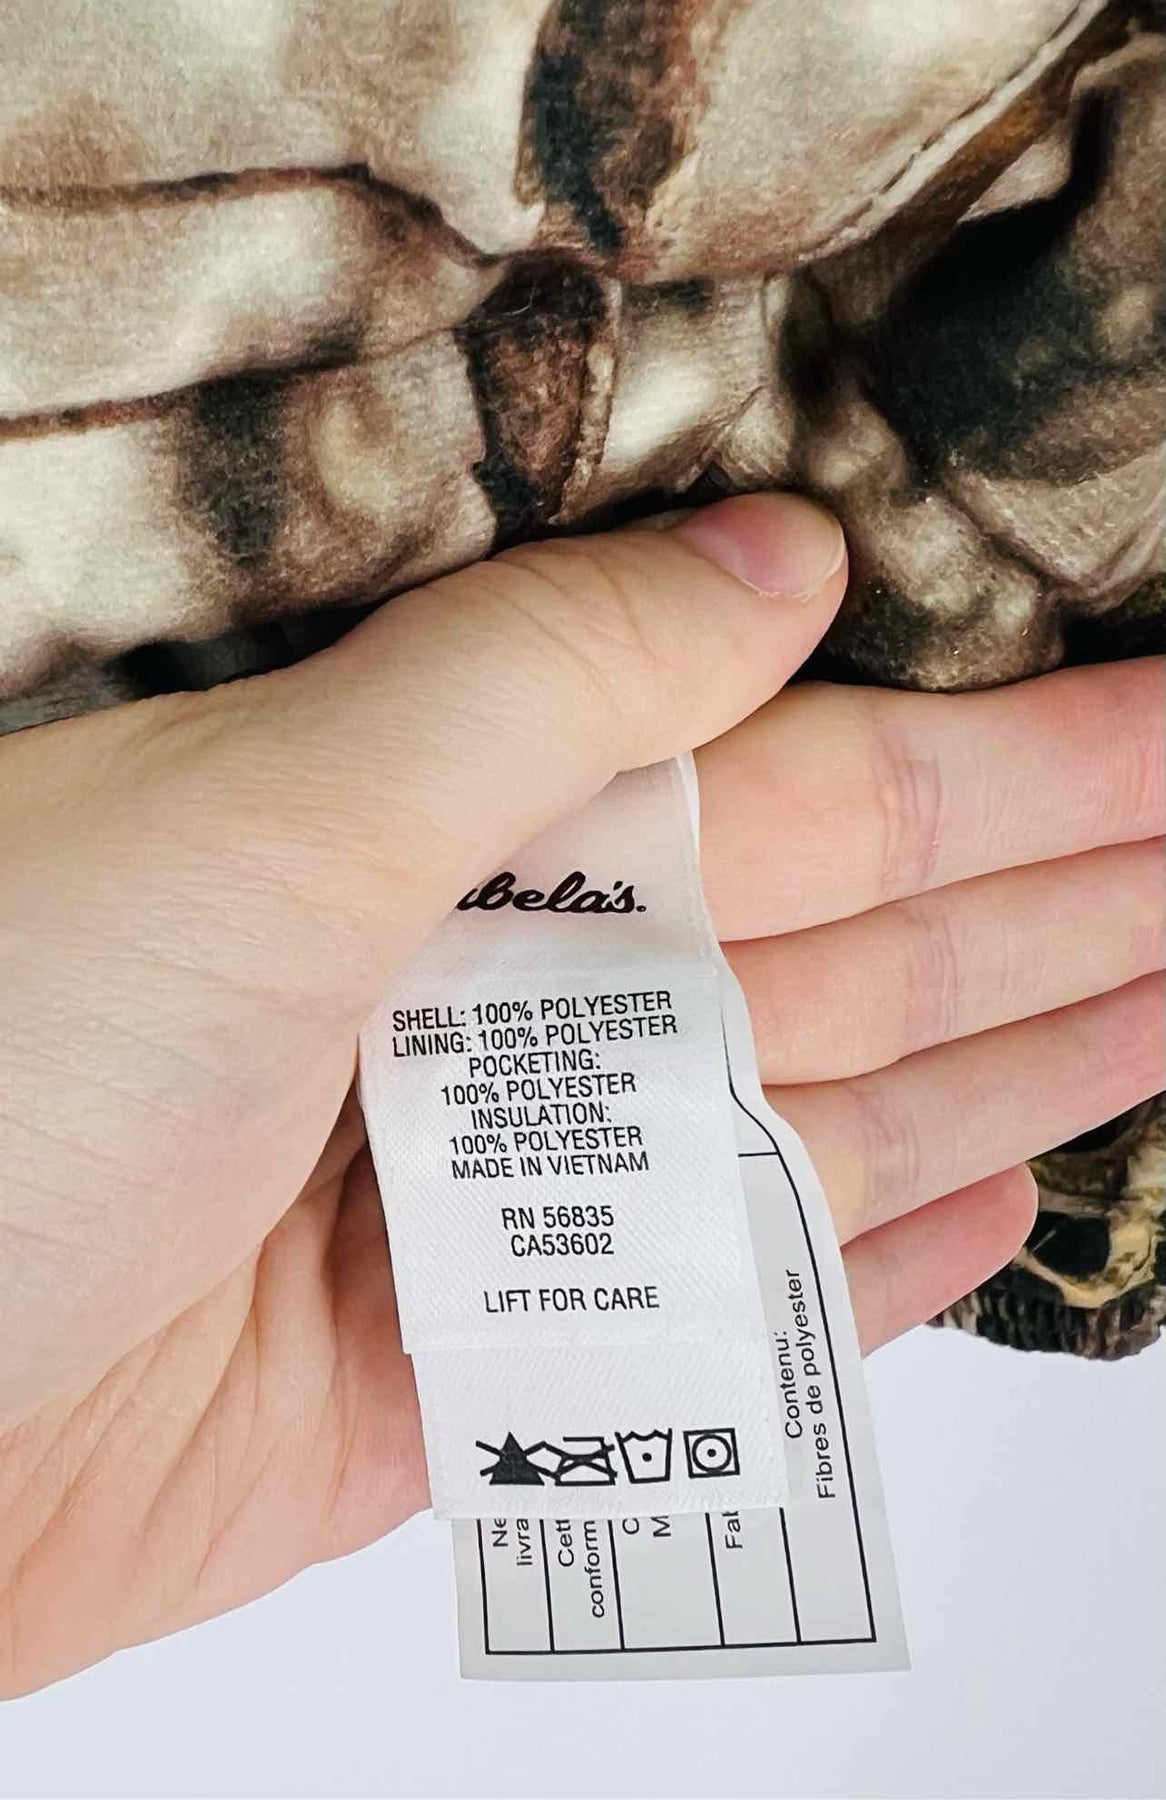 SHELL: 100% POLYESTER
LINING: 100% POLYESTER
POCKETING:
100% POLYESTER
INSULATION:
100% POLYESTER
MADE IN VIETNAM
RN 56835
CA53602
LIFT FOR CARE
Contenu:
Fibres de polyester